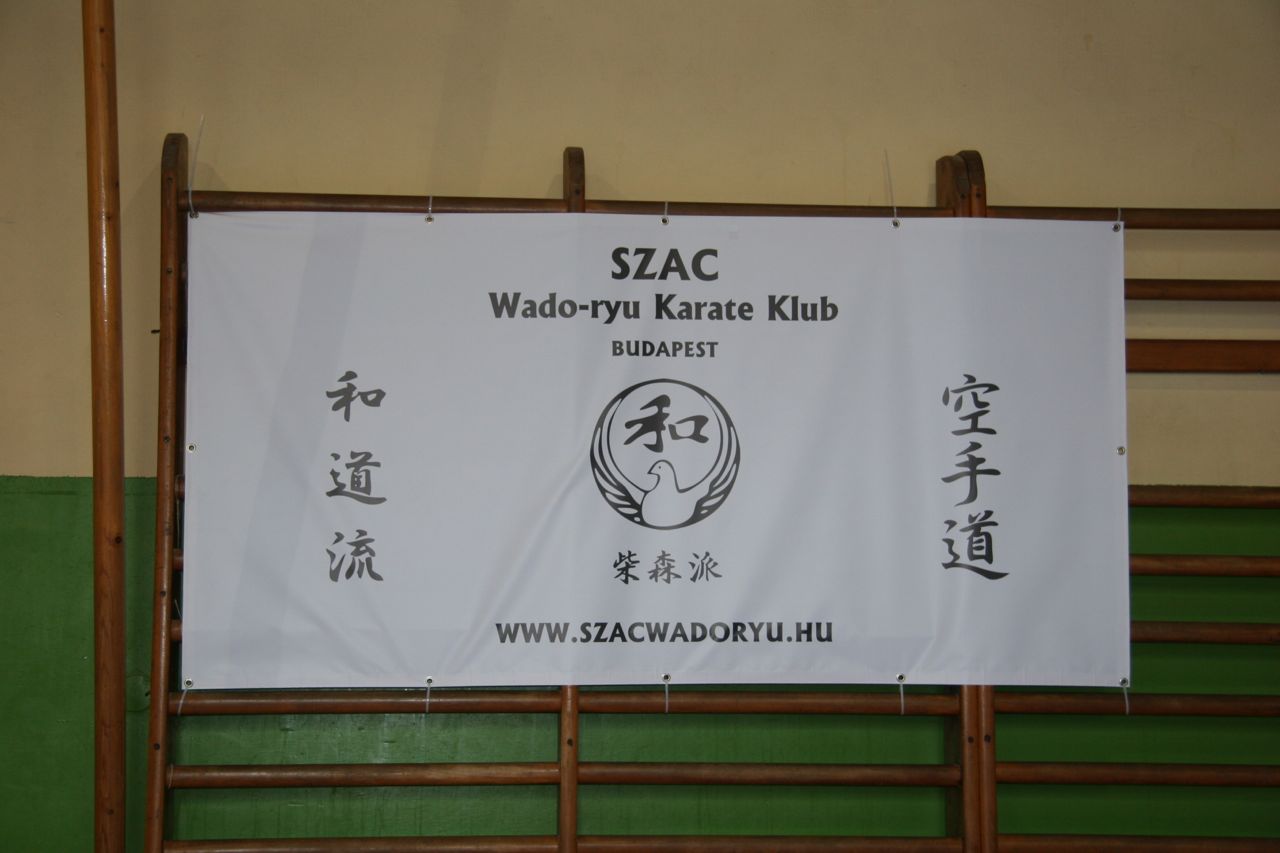 SZAC
Wado-ryu Karate Klub
BUDAPEST
和道流
和
柴森派
空手道
WWW.SZACWADORYU.HU